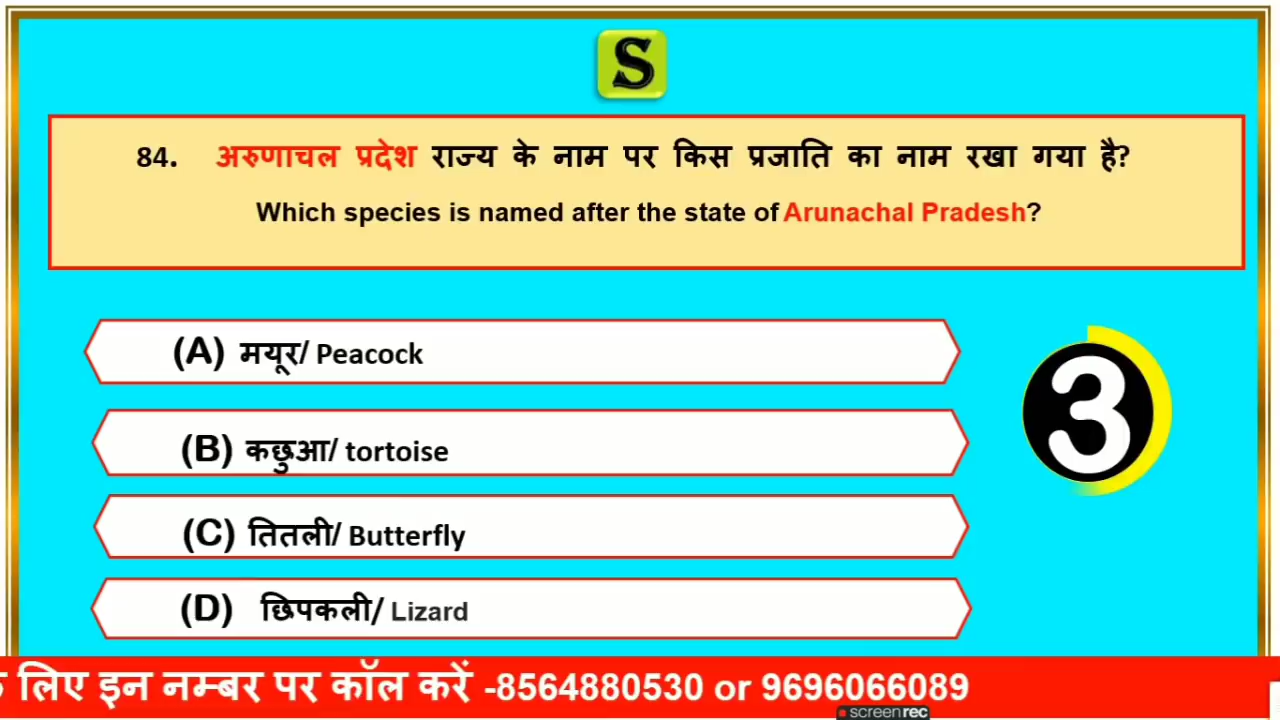 S
84. अरुणाचल प्रदेश राज्य के नाम पर किस प्रजाति का नाम रखा गया है?
Which species is named after the state of Arunachal Pradesh?
(A) मयूर/ Peacock
3
(B) कछुआ/ tortoise
(C) तितली/ Butterfly
(D) छिपकली/ Lizard
लिए इन नम्बर पर कॉल करें -8564880530 or 9696066089
screenrec